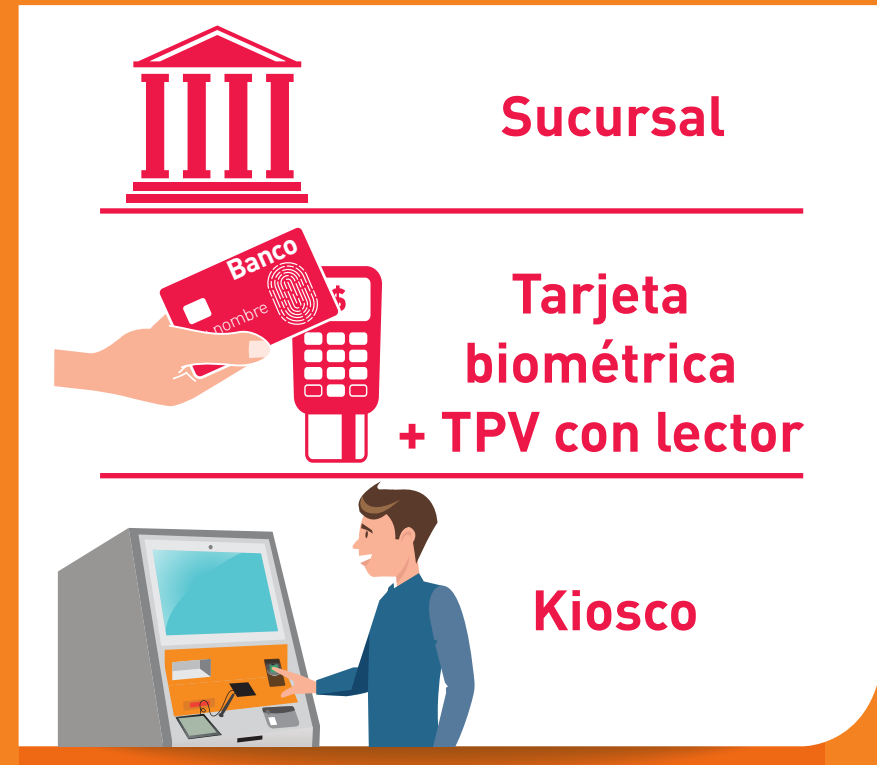 Sucursal
Banco
$
nombre
Tarjeta
biométrica
+ TPV con lector
Kiosco